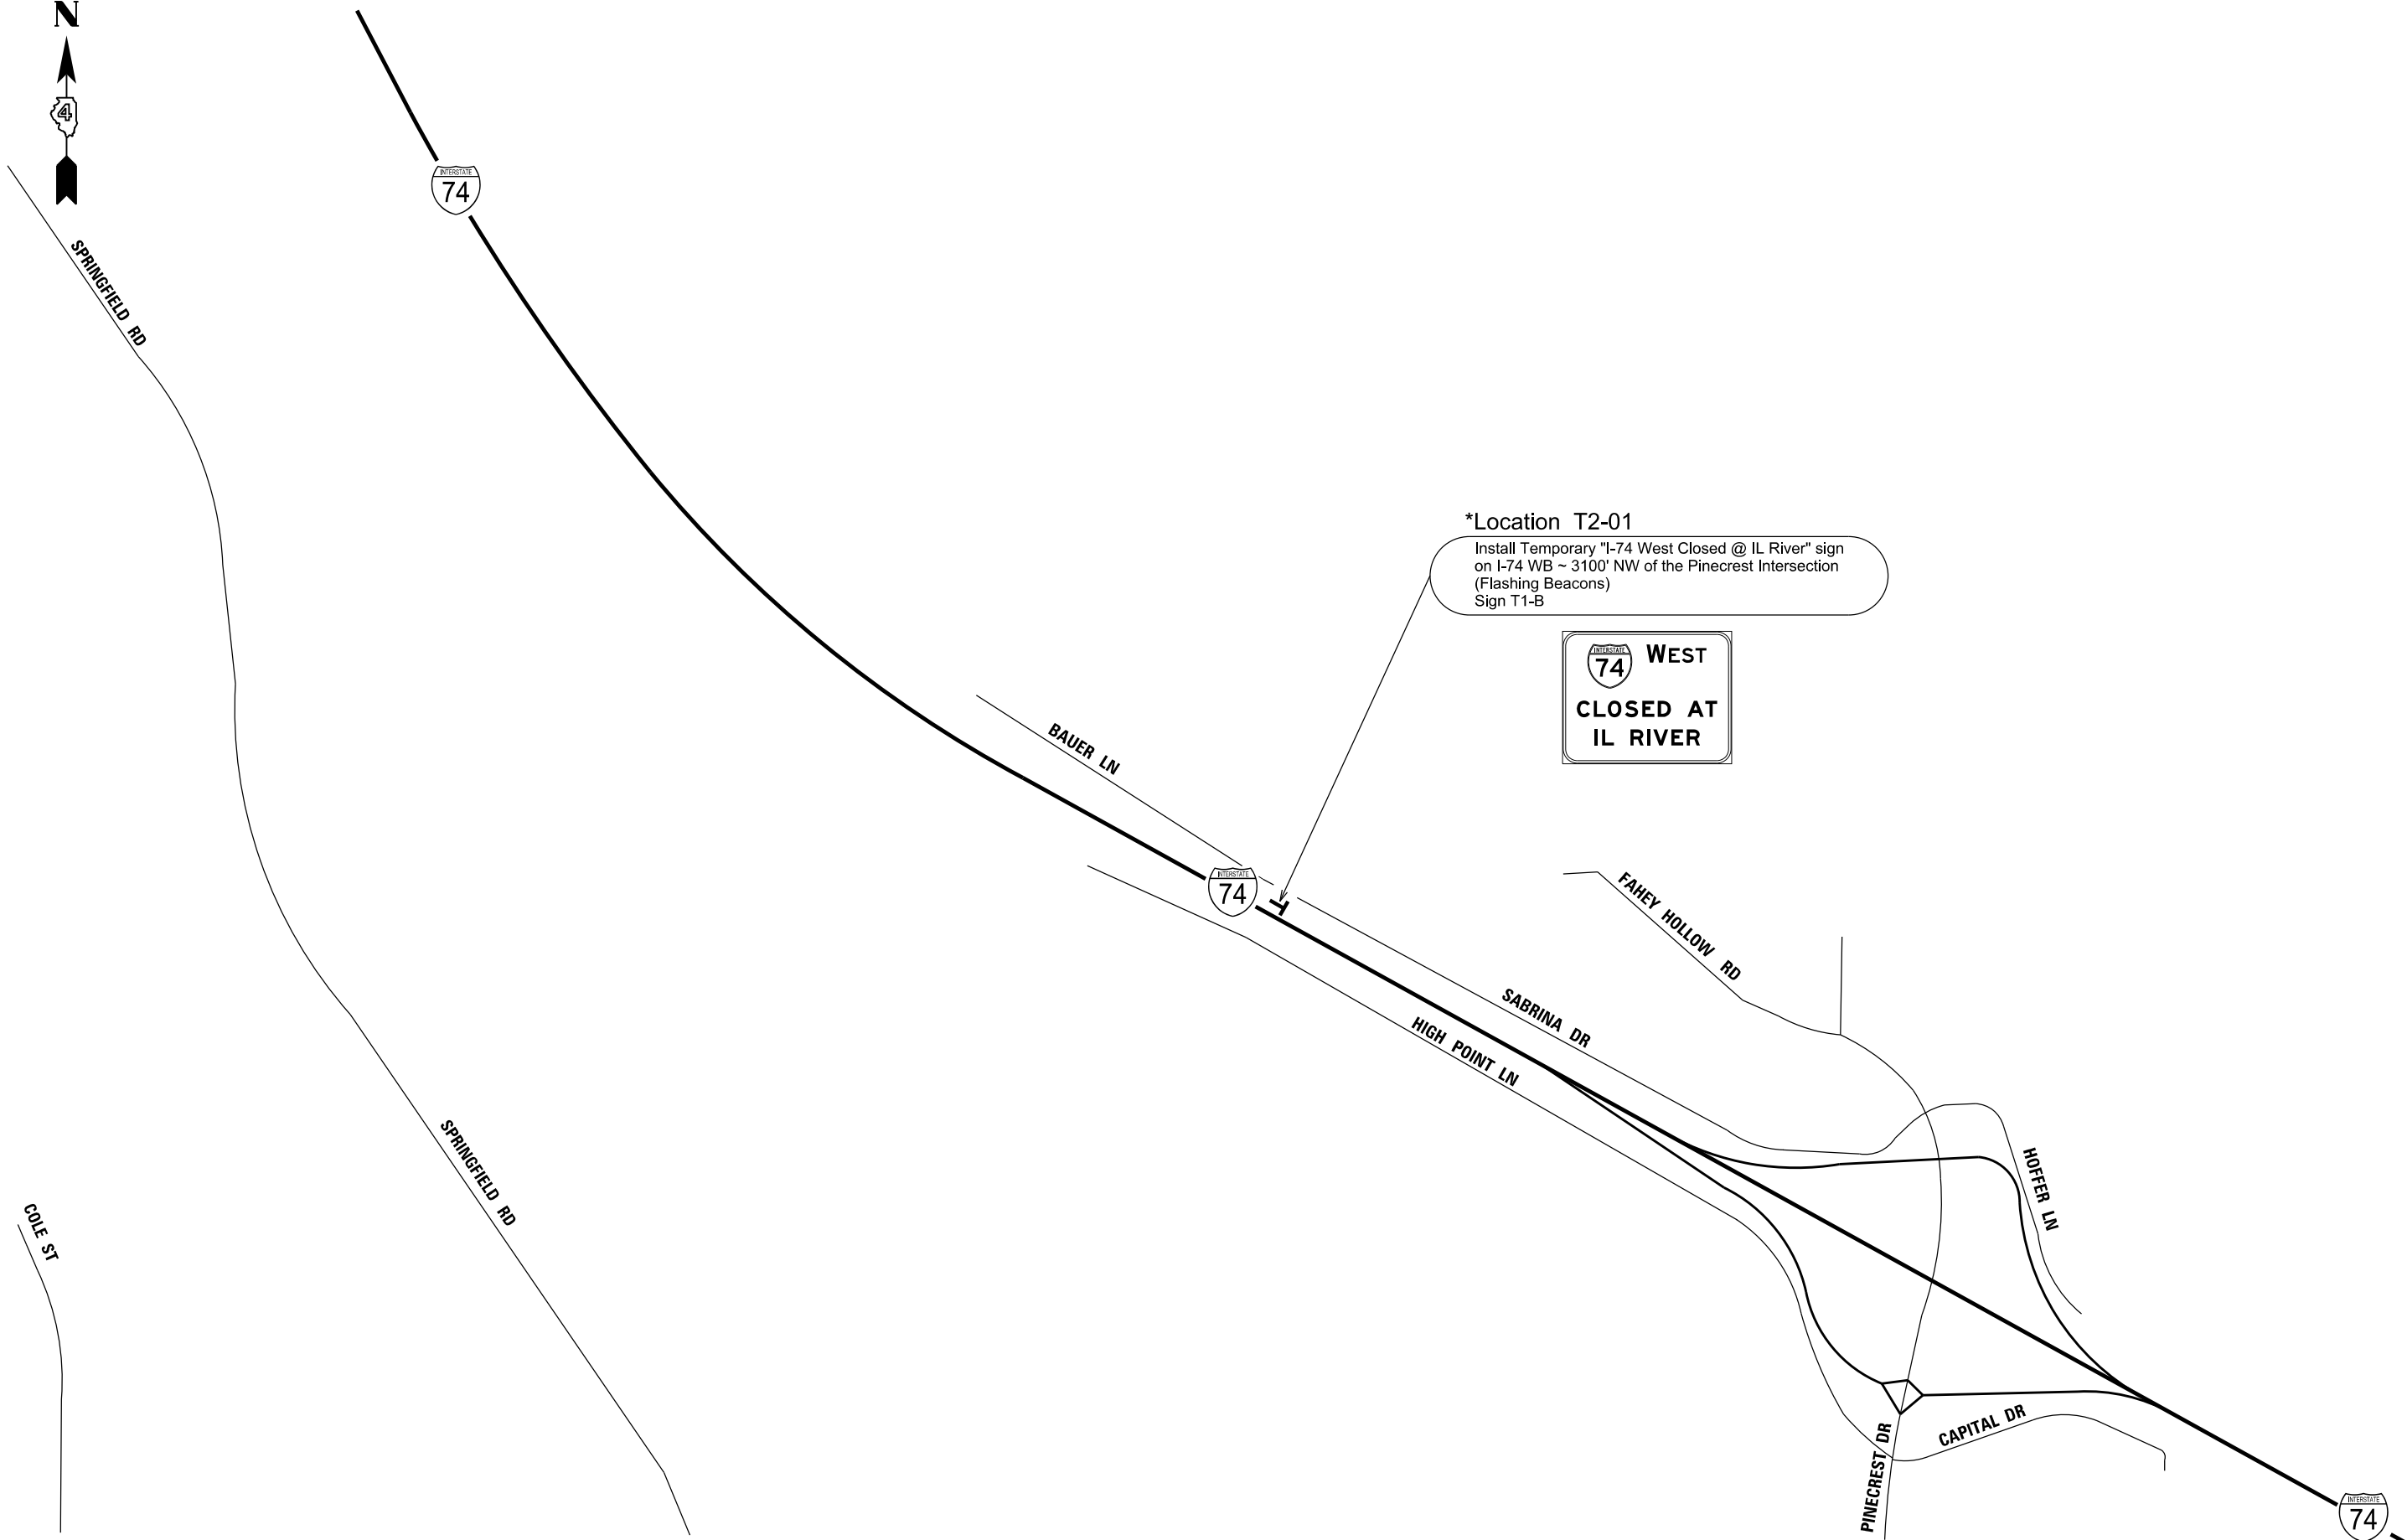 N
4
INTERSTATE
74
SPRINGFIELD RD
*Location T2-01
Install Temporary "I-74 West Closed @ IL River" sign
on I-74 WB ~ 3100' NW of the Pinecrest Intersection
(Flashing Beacons)
Sign T1-B
INTERSTATE
74 WEST
CLOSED AT
IL RIVER
BAUER LN
INTERSTATE
74
FAHEY HOLLOW RD
SABRINA DR
HIGH POINT LN
SPRINGFIELD RD
HOFFER LN
COLE ST
CAPITAL DR
PINECREST DR
INTERSTATE
74